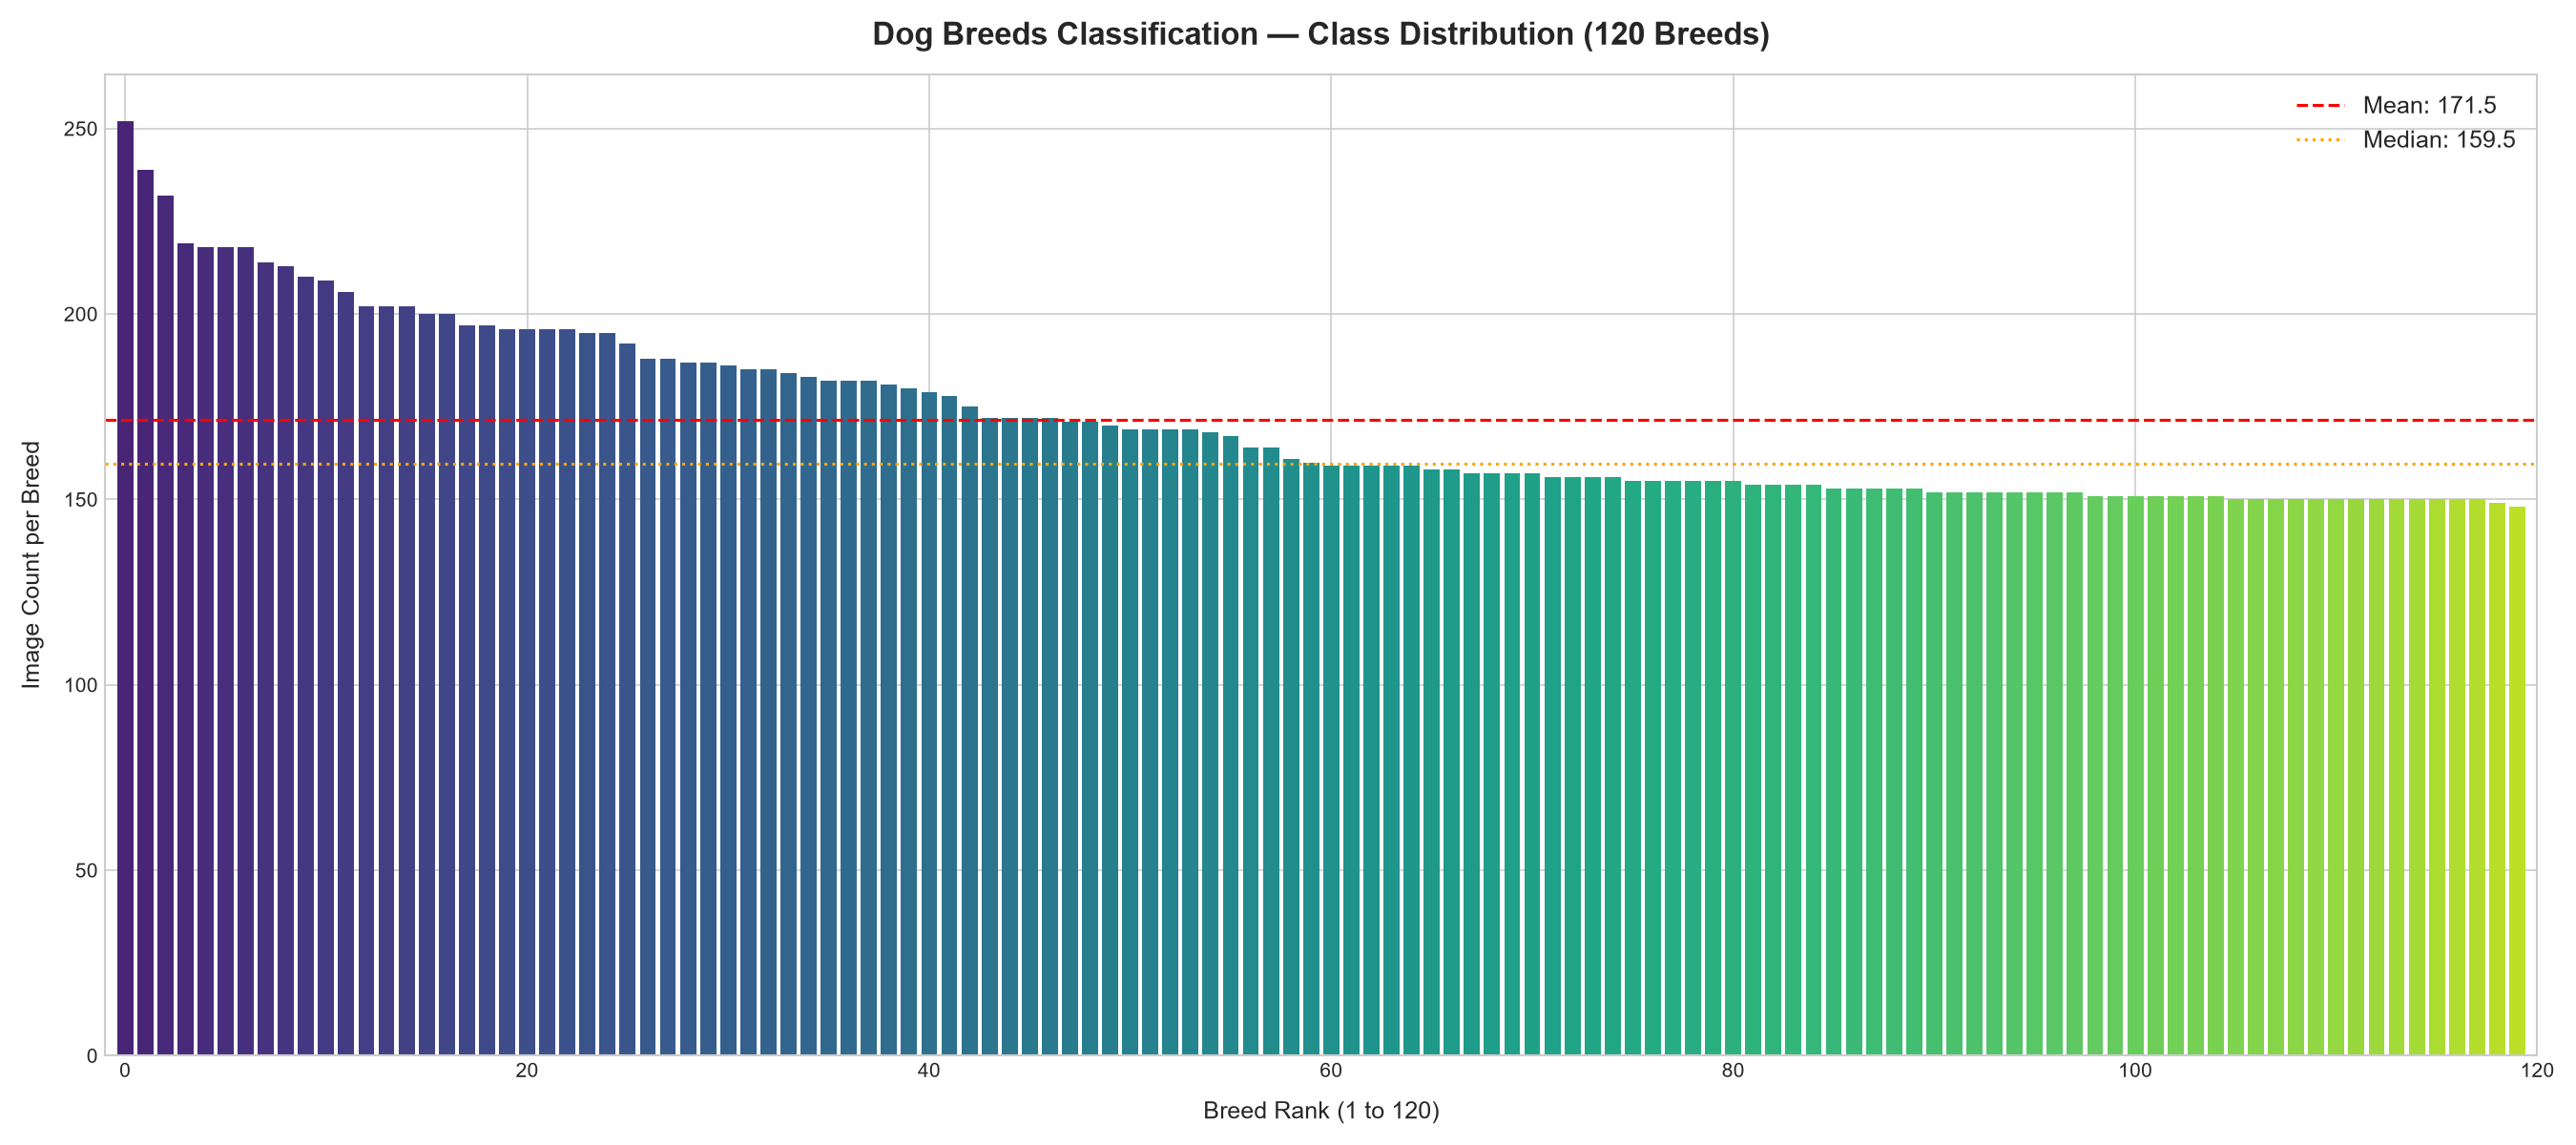 Dog Breeds Classification — Class Distribution (120 Breeds)
Mean: 171.5
Median: 159.5
Image Count per Breed
250
200
150
100
50
0
0 20 40 60 80 100 120
Breed Rank (1 to 120)